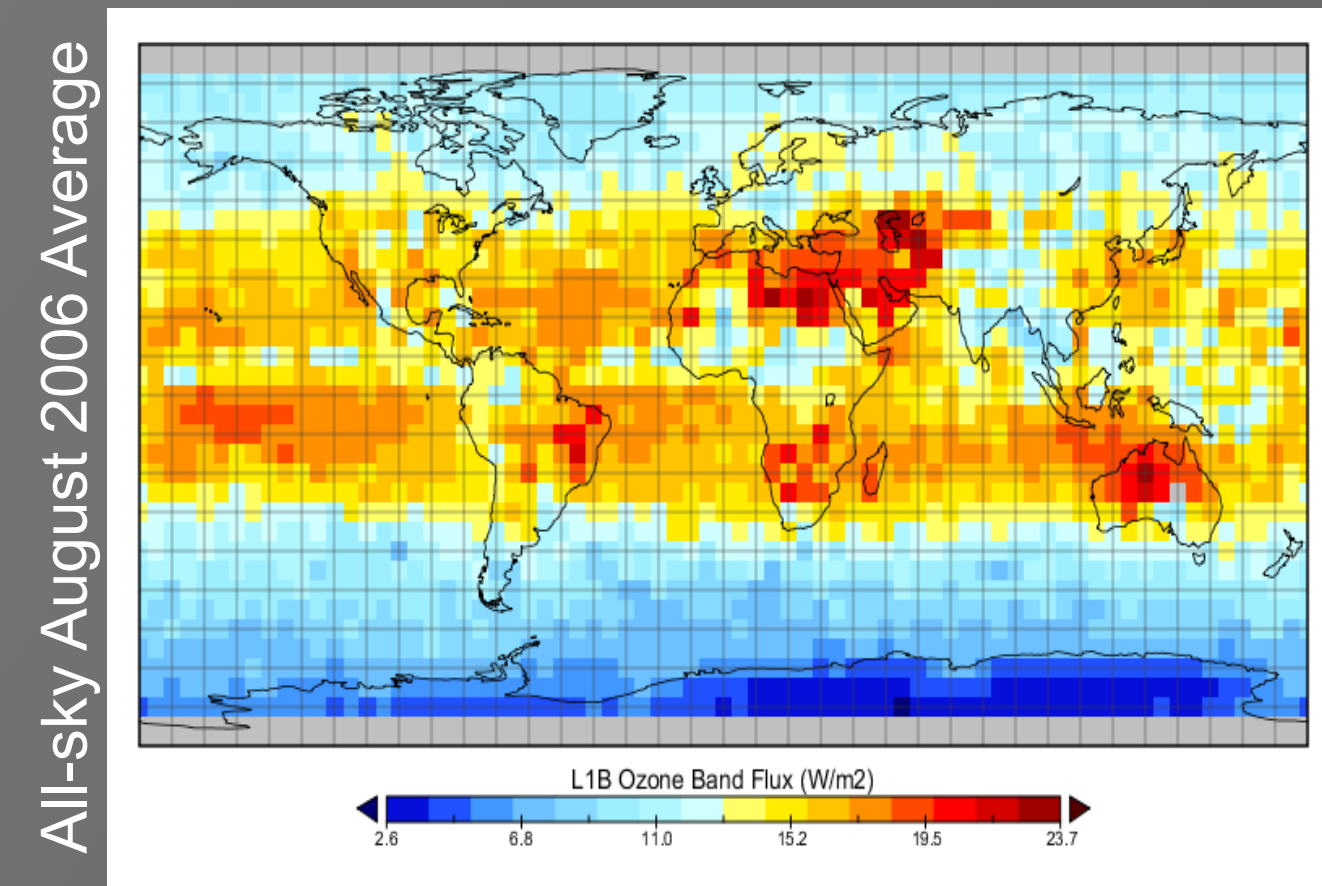 All-sky August 2006 Average
L1B Ozone Band Flux (W/m2)
2.6 6.8 11.0 15.2 19.5 23.7